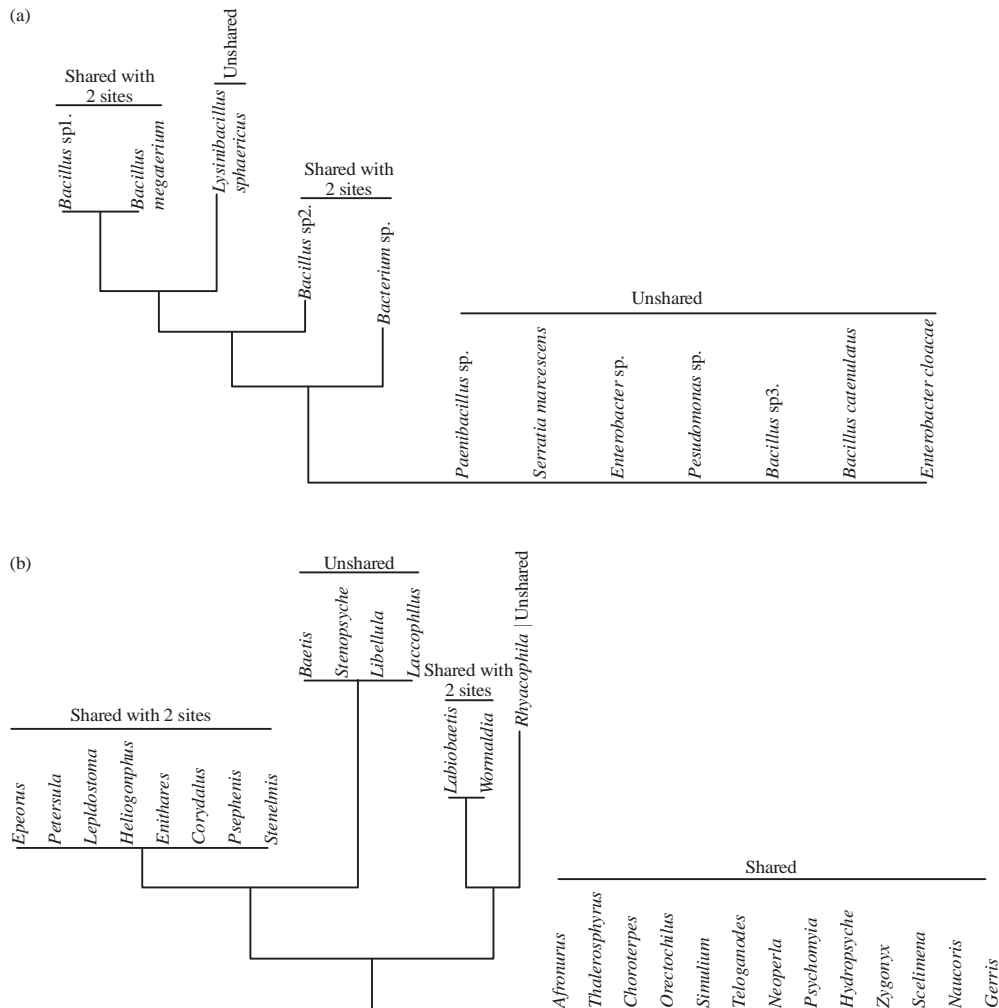 (a)
Shared with
2 sites
Unshared
Bacillus sp1.
Bacillus
megaterium
Lysinibacillus
sphaericus
Shared with
2 sites
Bacillus sp2.
Bacterium sp.
Unshared
Paenibacillus sp.
Serratia marcescens
Enterobacter sp.
Pesudomonas sp.
Bacillus sp3.
Bacillus catenulatus
Enterobacter cloacae
(b)
Shared with 2 sites
Epeorus
Petersula
Lepldostoma
Heliogonphus
Enithares
Corydalus
Psephenis
Stenelmis
Unshared
Baetis
Stenopsyche
Libellula
Laccophllus
Shared with
2 sites
Labiobaetis
Wormaldia
Rhyacophila | Unshared
Shared
Afronurus
Thalerosphyrus
Choroterpes
Orectochilus
Simulium
Teloganodes
Neoperla
Psychomyia
Hydropsyche
Zygonyx
Scelimena
Naucoris
Gerris